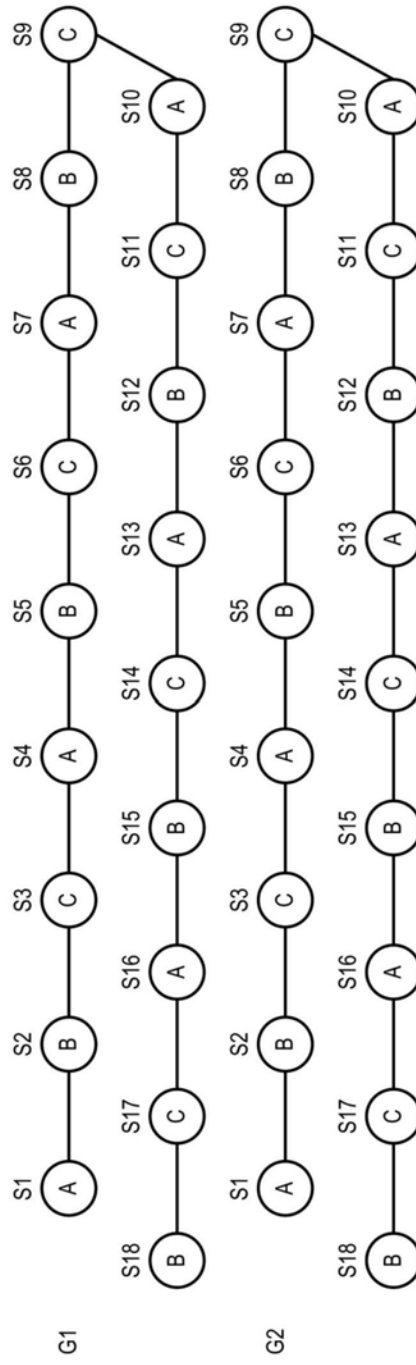 S1 S2 S3 S4 S5 S6 S7 S8 S9
G1 A B C A B C A B C
S18 S17 S16 S15 S14 S13 S12 S11 S10
B C A B C A B C A
S1 S2 S3 S4 S5 S6 S7 S8 S9
G2 A B C A B C A B C
S18 S17 S16 S15 S14 S13 S12 S11 S10
B C A B C A B C A